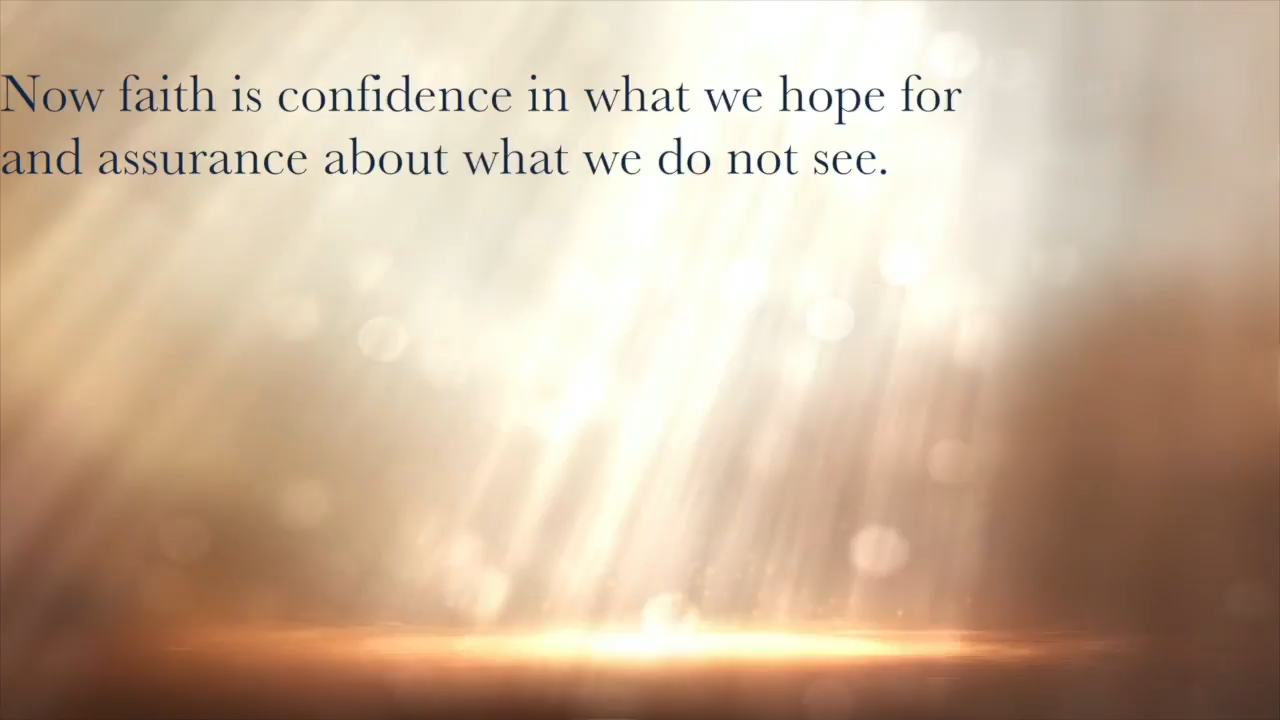 Now faith is confidence in what we hope for
and assurance about what we do not see.